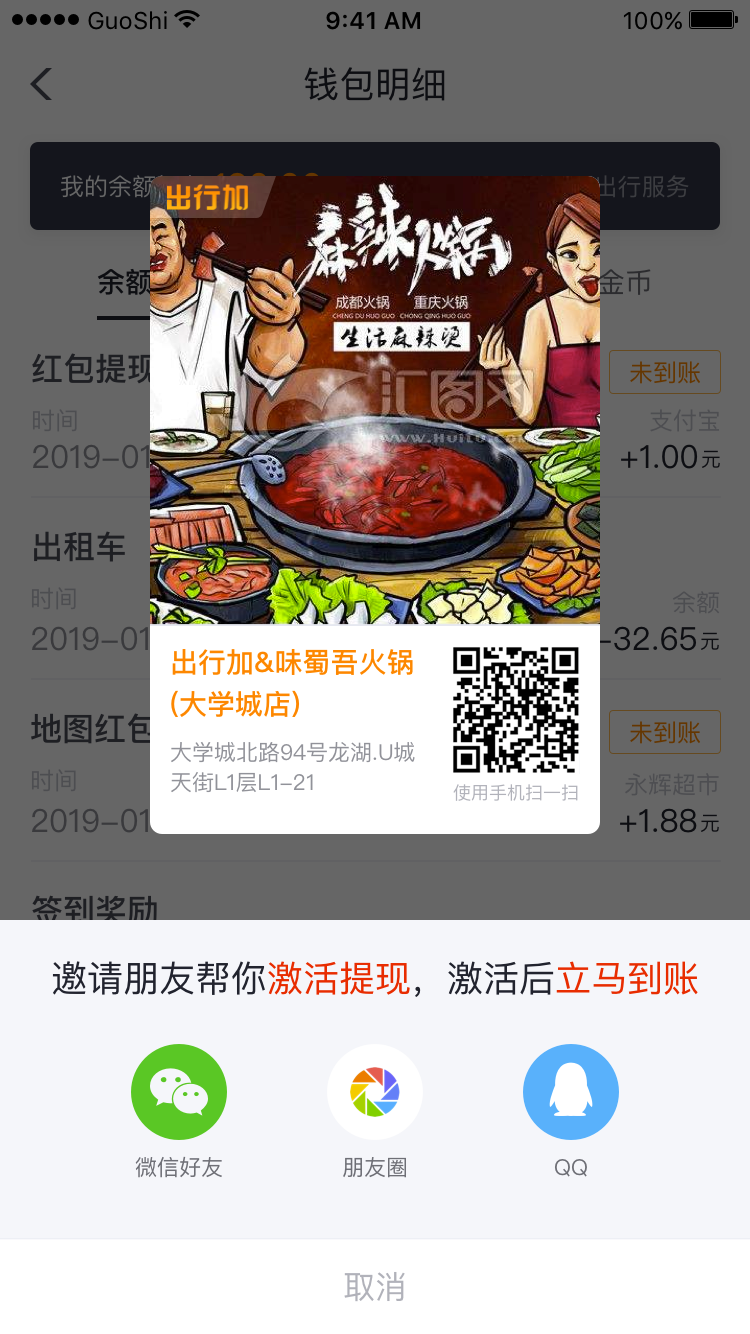 GuoShi
9:41 AM
100%
钱包明细
我的余额
出行服务
余额
金币
红包提现
未到账
时间
支付宝
2019-01
+1.00元
出租车
时间
余额
2019-01
-32.65元
地图红包
未到账
时间
永辉超市
2019-01
+1.88元
签到奖励
出行加
麻辣火锅
成都火锅 重庆火锅
CHENG DU HUO GUO CHONG QING HUO GUO
生活麻辣烫
汇图网
www.Huitu.co
出行加&味蜀吾火锅
(大学城店)
大学城北路94号龙湖.U城
天街L1层L1-21
使用手机扫一扫
邀请朋友帮你激活提现，激活后立马到账
微信好友
朋友圈
QQ
取消